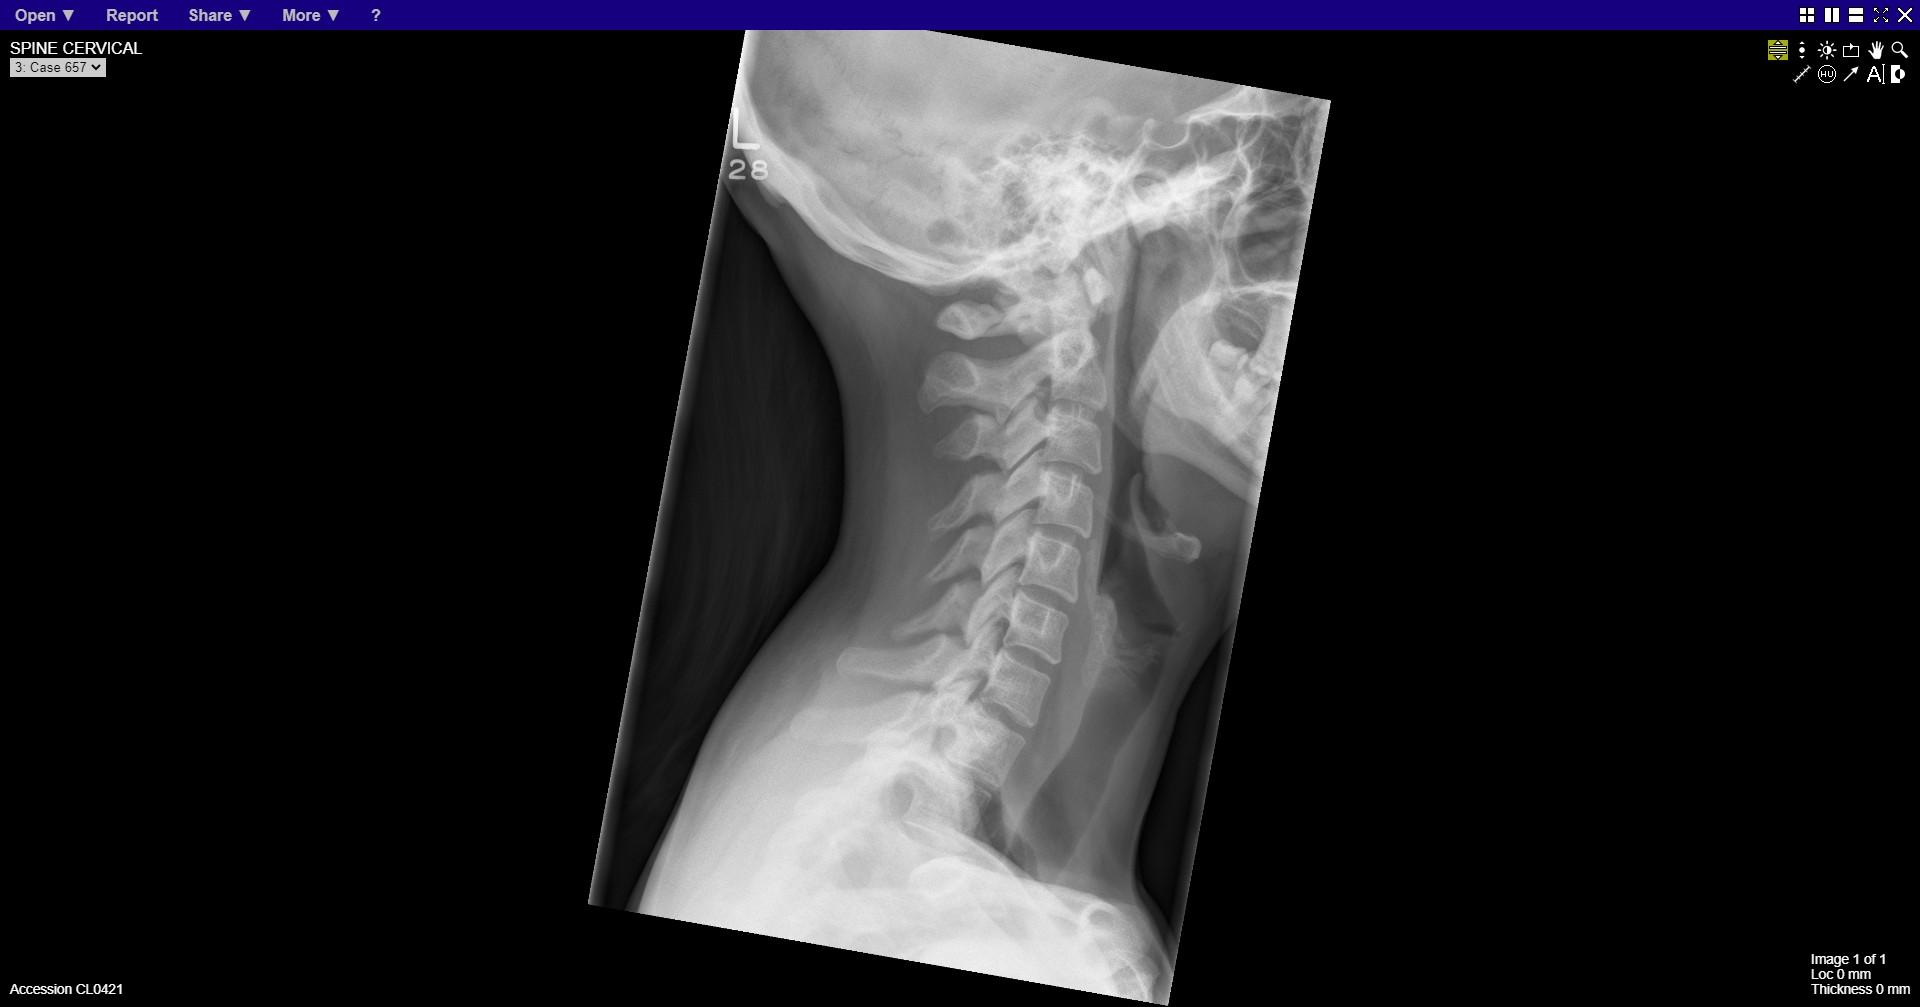 Open ▼ Report Share ▼ More ▼ ?
SPINE CERVICAL
3: Case 657
HU A
L
28
Image 1 of 1
Loc 0 mm
Thickness 0 mm
Accession CL0421